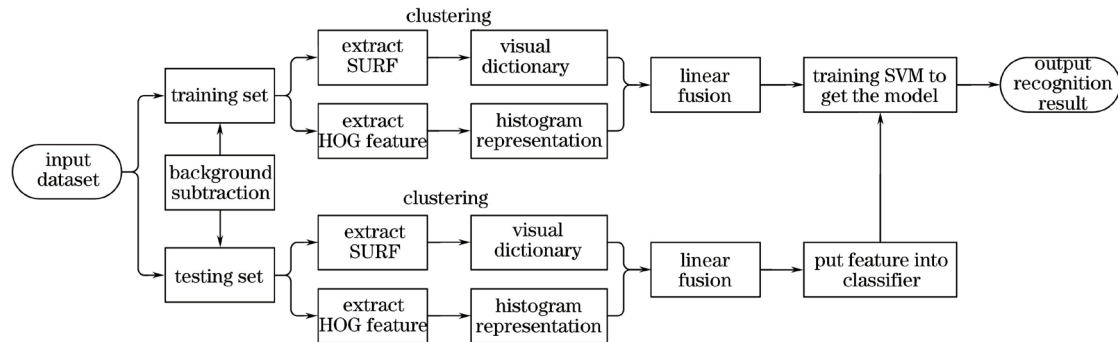 clustering
extract
SURF
visual
dictionary
training set
linear
fusion
training SVM to
get the model
output
recognition
result
extract
HOG feature
histogram
representation
input
dataset
background
subtraction
clustering
extract
SURF
visual
dictionary
testing set
linear
fusion
put feature into
classifier
extract
HOG feature
histogram
representation